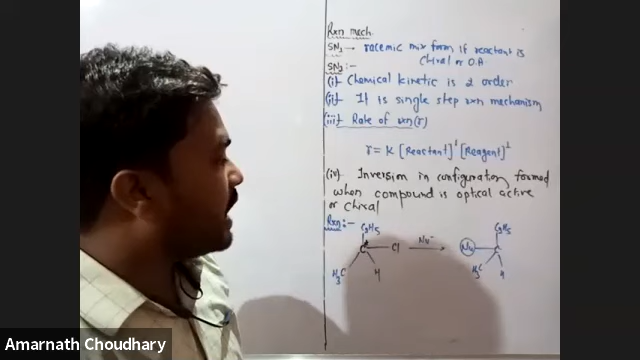 Rxn mech.
SN1 → racemic mix form if reactant is
chiral or O.A
SN2:-
(i) Chemical kinetic is 2 order
(ii) It is single step rxn mechanism
(iii) Rate of rxn (r)
r = K [Reactant]¹ [Reagent]¹
(iv) Inversion in configuration formed
when compound is optical active
or chiral
Rxn:-
C2H5 C2H5
C Cl Nu⁻ → Nu C
H3C H H3C H
Amarnath Choudhary